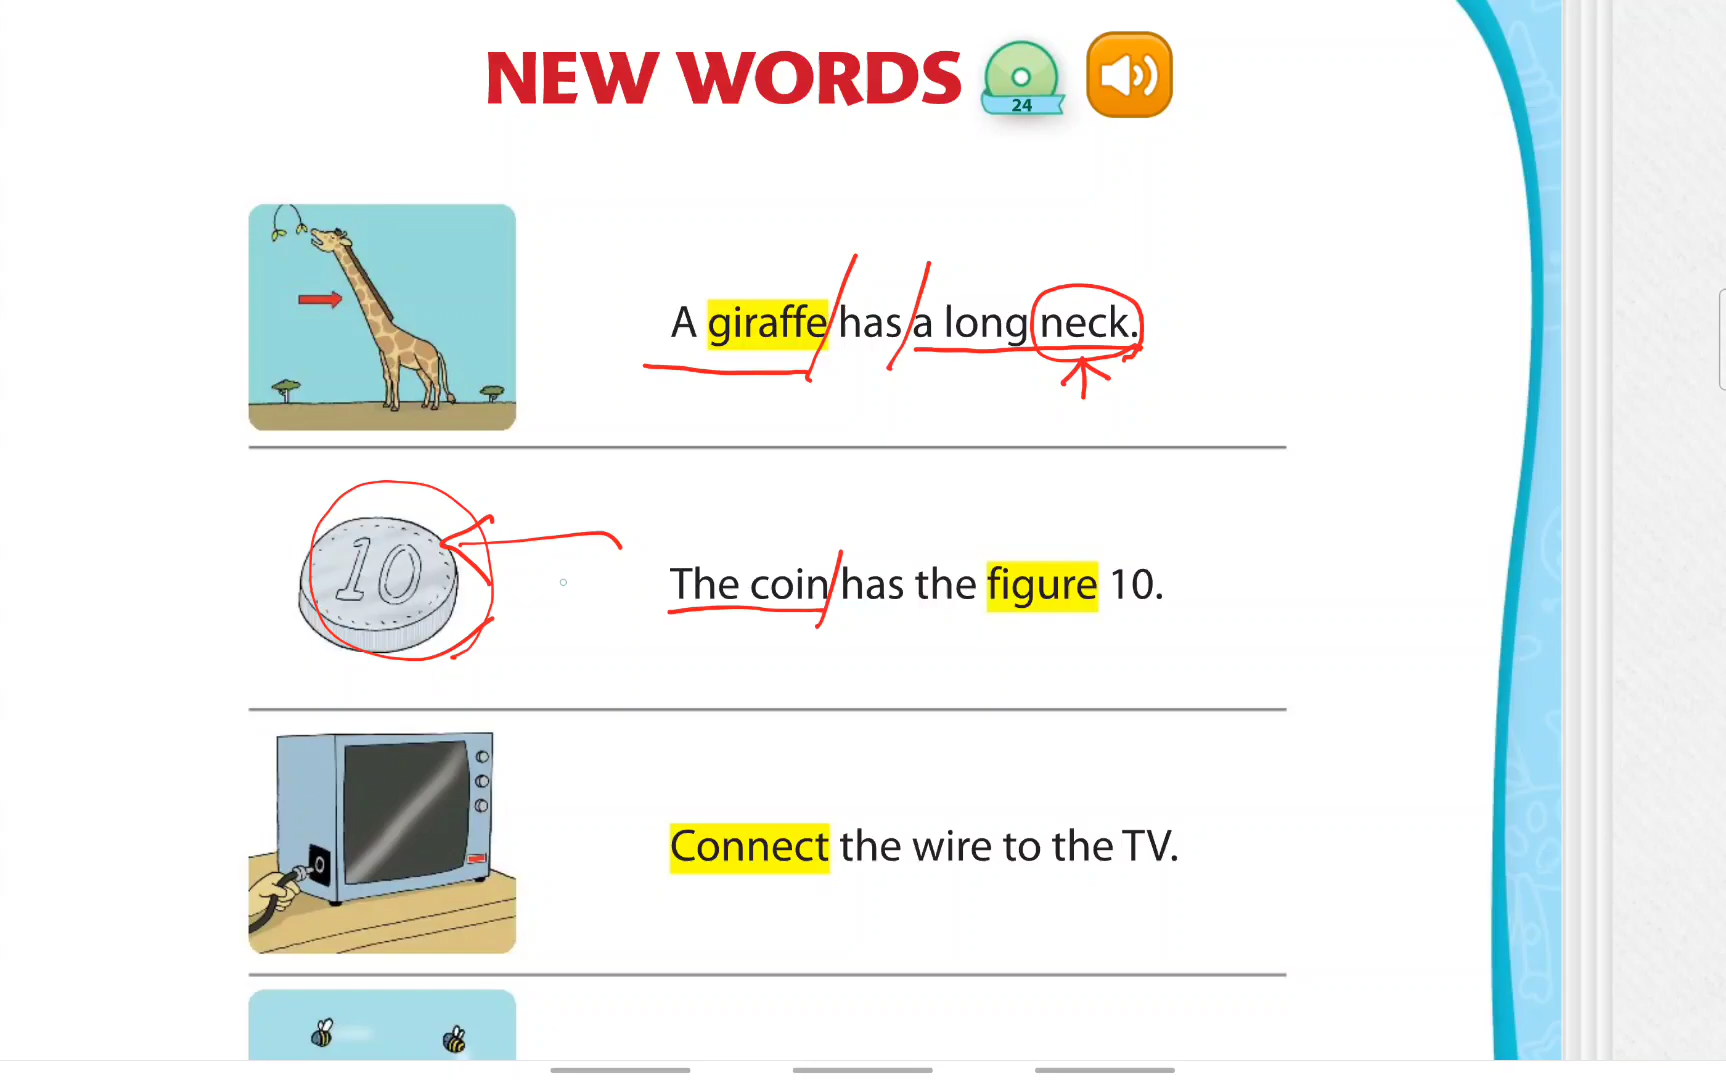 NEW WORDS
24
A giraffe has a long neck.
10
The coin has the figure 10.
Connect the wire to the TV.